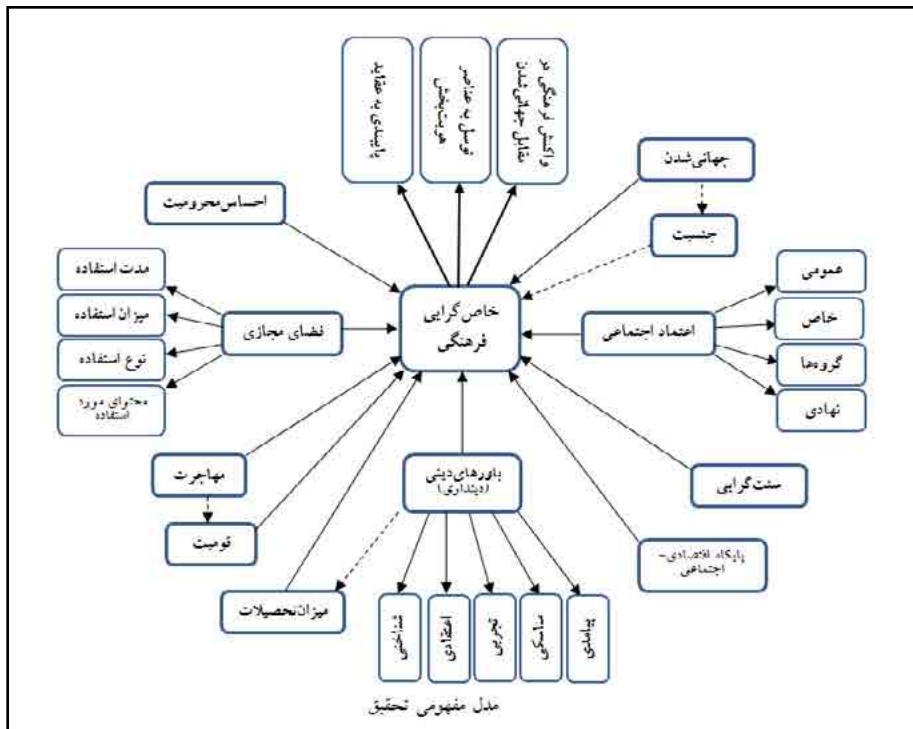 واکنش فرهنگی در
مقابل جهانی‌شدن
توسل به عناصر
هویت‌بخش
پایبندی به عقاید
جهانی‌شدن
جنسیت
احساس محرومیت
عمومی
خاص
گروه‌ها
نهادی
اعتماد اجتماعی
خاص‌گرایی
فرهنگی
فضای مجازی
مدت استفاده
میزان استفاده
نوع استفاده
محتوای مورد
استفاده
سنت‌گرایی
باورهای‌دینی
(دینداری)
مهاجرت
قومیت
پایگاه اقتصادی-
اجتماعی
میزان‌تحصیلات
پیامدی
مناسکی
تجربی
اعتقادی
شناختی
مدل مفهومی تحقیق